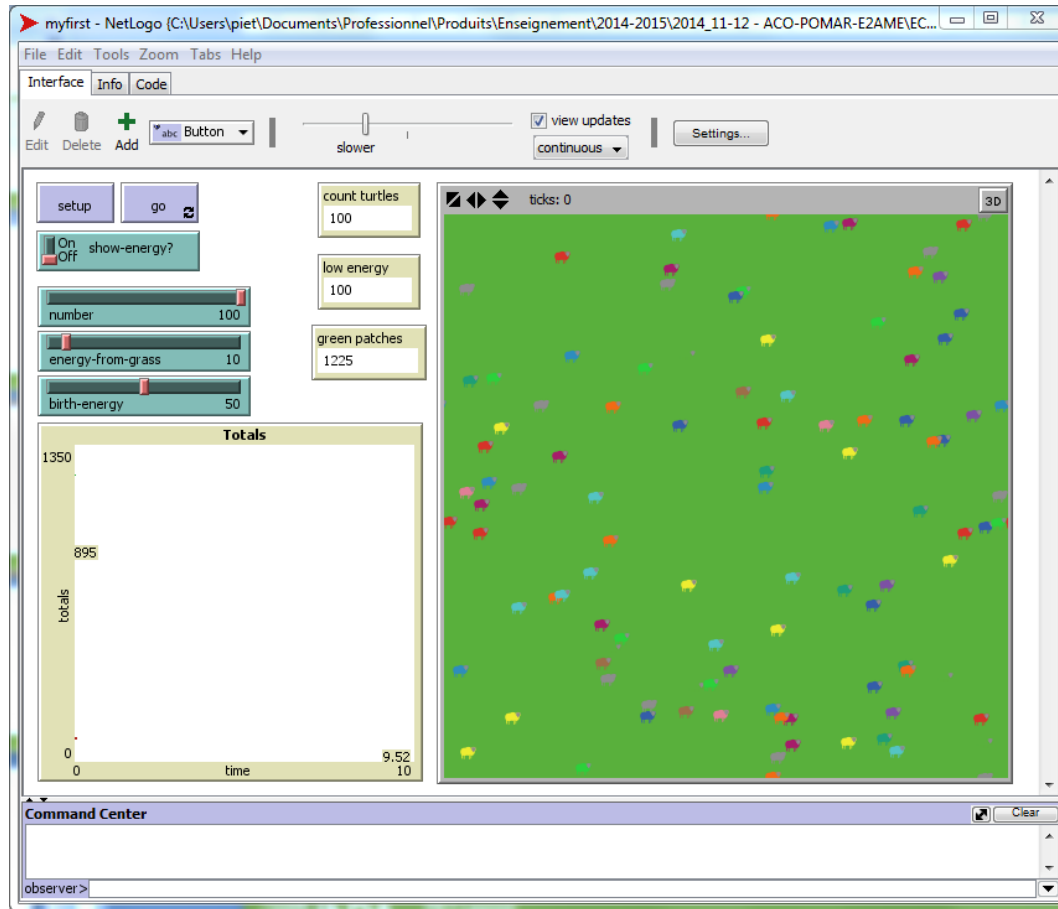 myfirst - NetLogo {C:\Users\piet\Documents\Professionnel\Produits\Enseignement\2014-2015\2014_11-12 - ACO-POMAR-E2AME\EC...
File Edit Tools Zoom Tabs Help
Interface Info Code
Edit Delete Add abc Button slower view updates continuous Settings...
setup go
On Off show-energy?
number 100
energy-from-grass 10
birth-energy 50
count turtles
100
low energy
100
green patches
1225
ticks: 0 3D
Totals
1350
895
totals
0 9.52
0 time 10
Command Center Clear
observer>